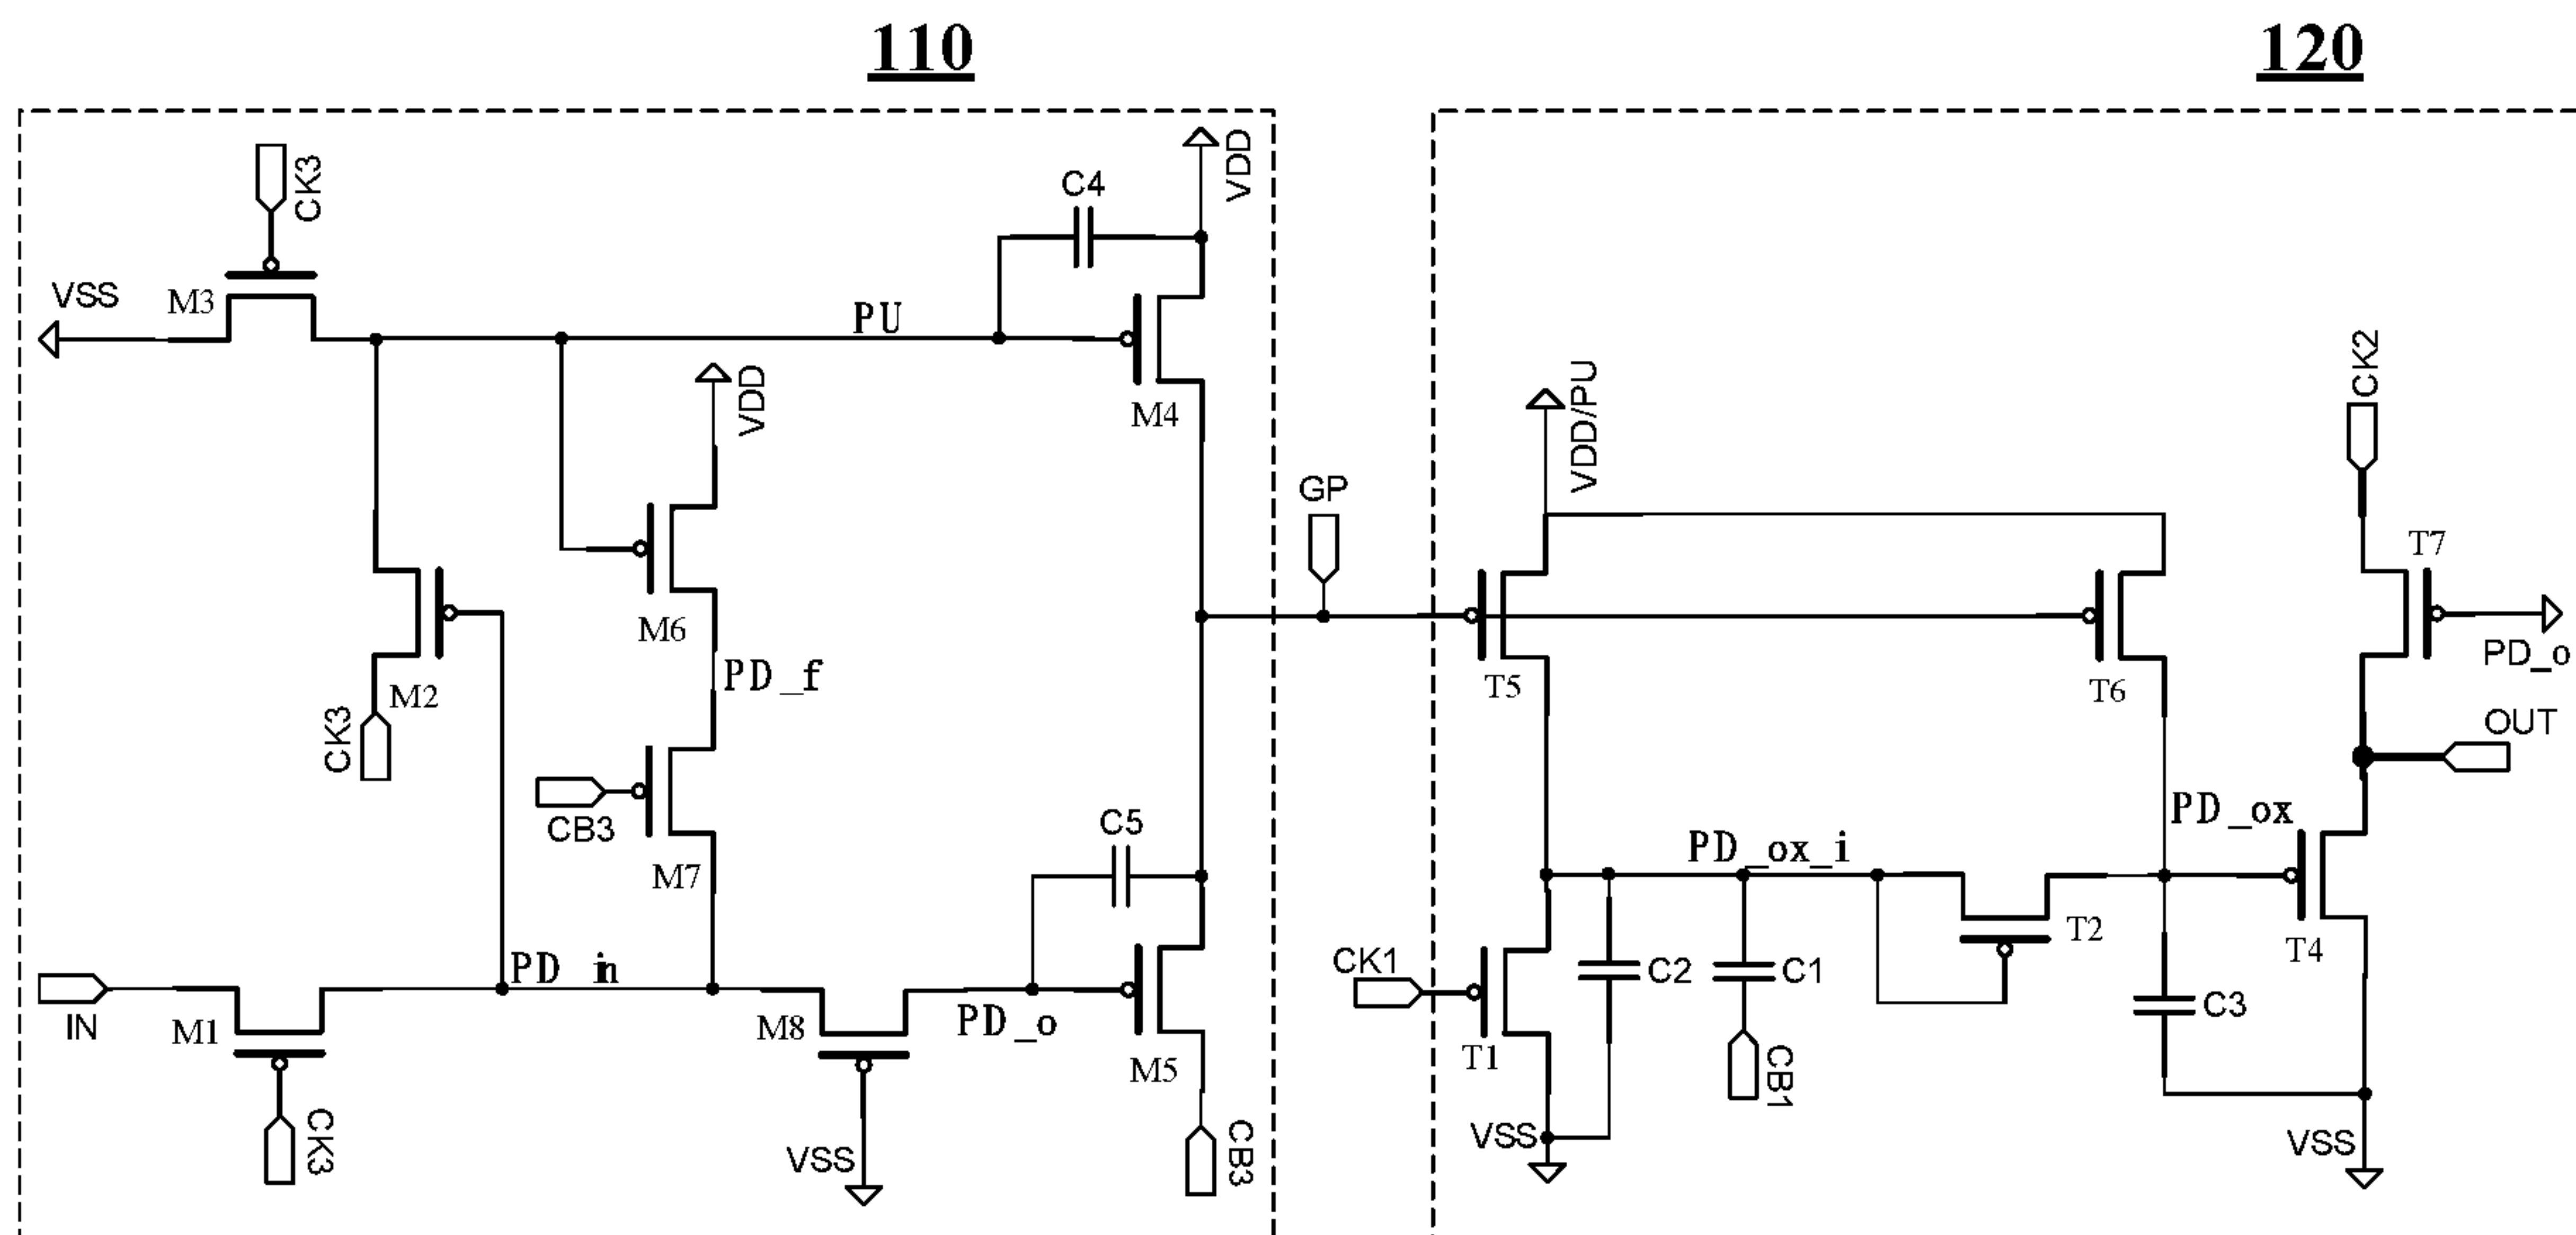 110
120
CK3
VDD
C4
VSS
M3
PU
M4
VDD
VDD/PU
CK2
GP
T7
M6
M2
PD_f
T5
T6
PD_o
CK3
OUT
CB3
M7
C5
PD_ox_i
PD_ox
T2
T4
PD_in
IN
M1
M8
PD_o
M5
CK1
T1
C2
C1
C3
CK3
VSS
CB3
VSS
CB1
VSS